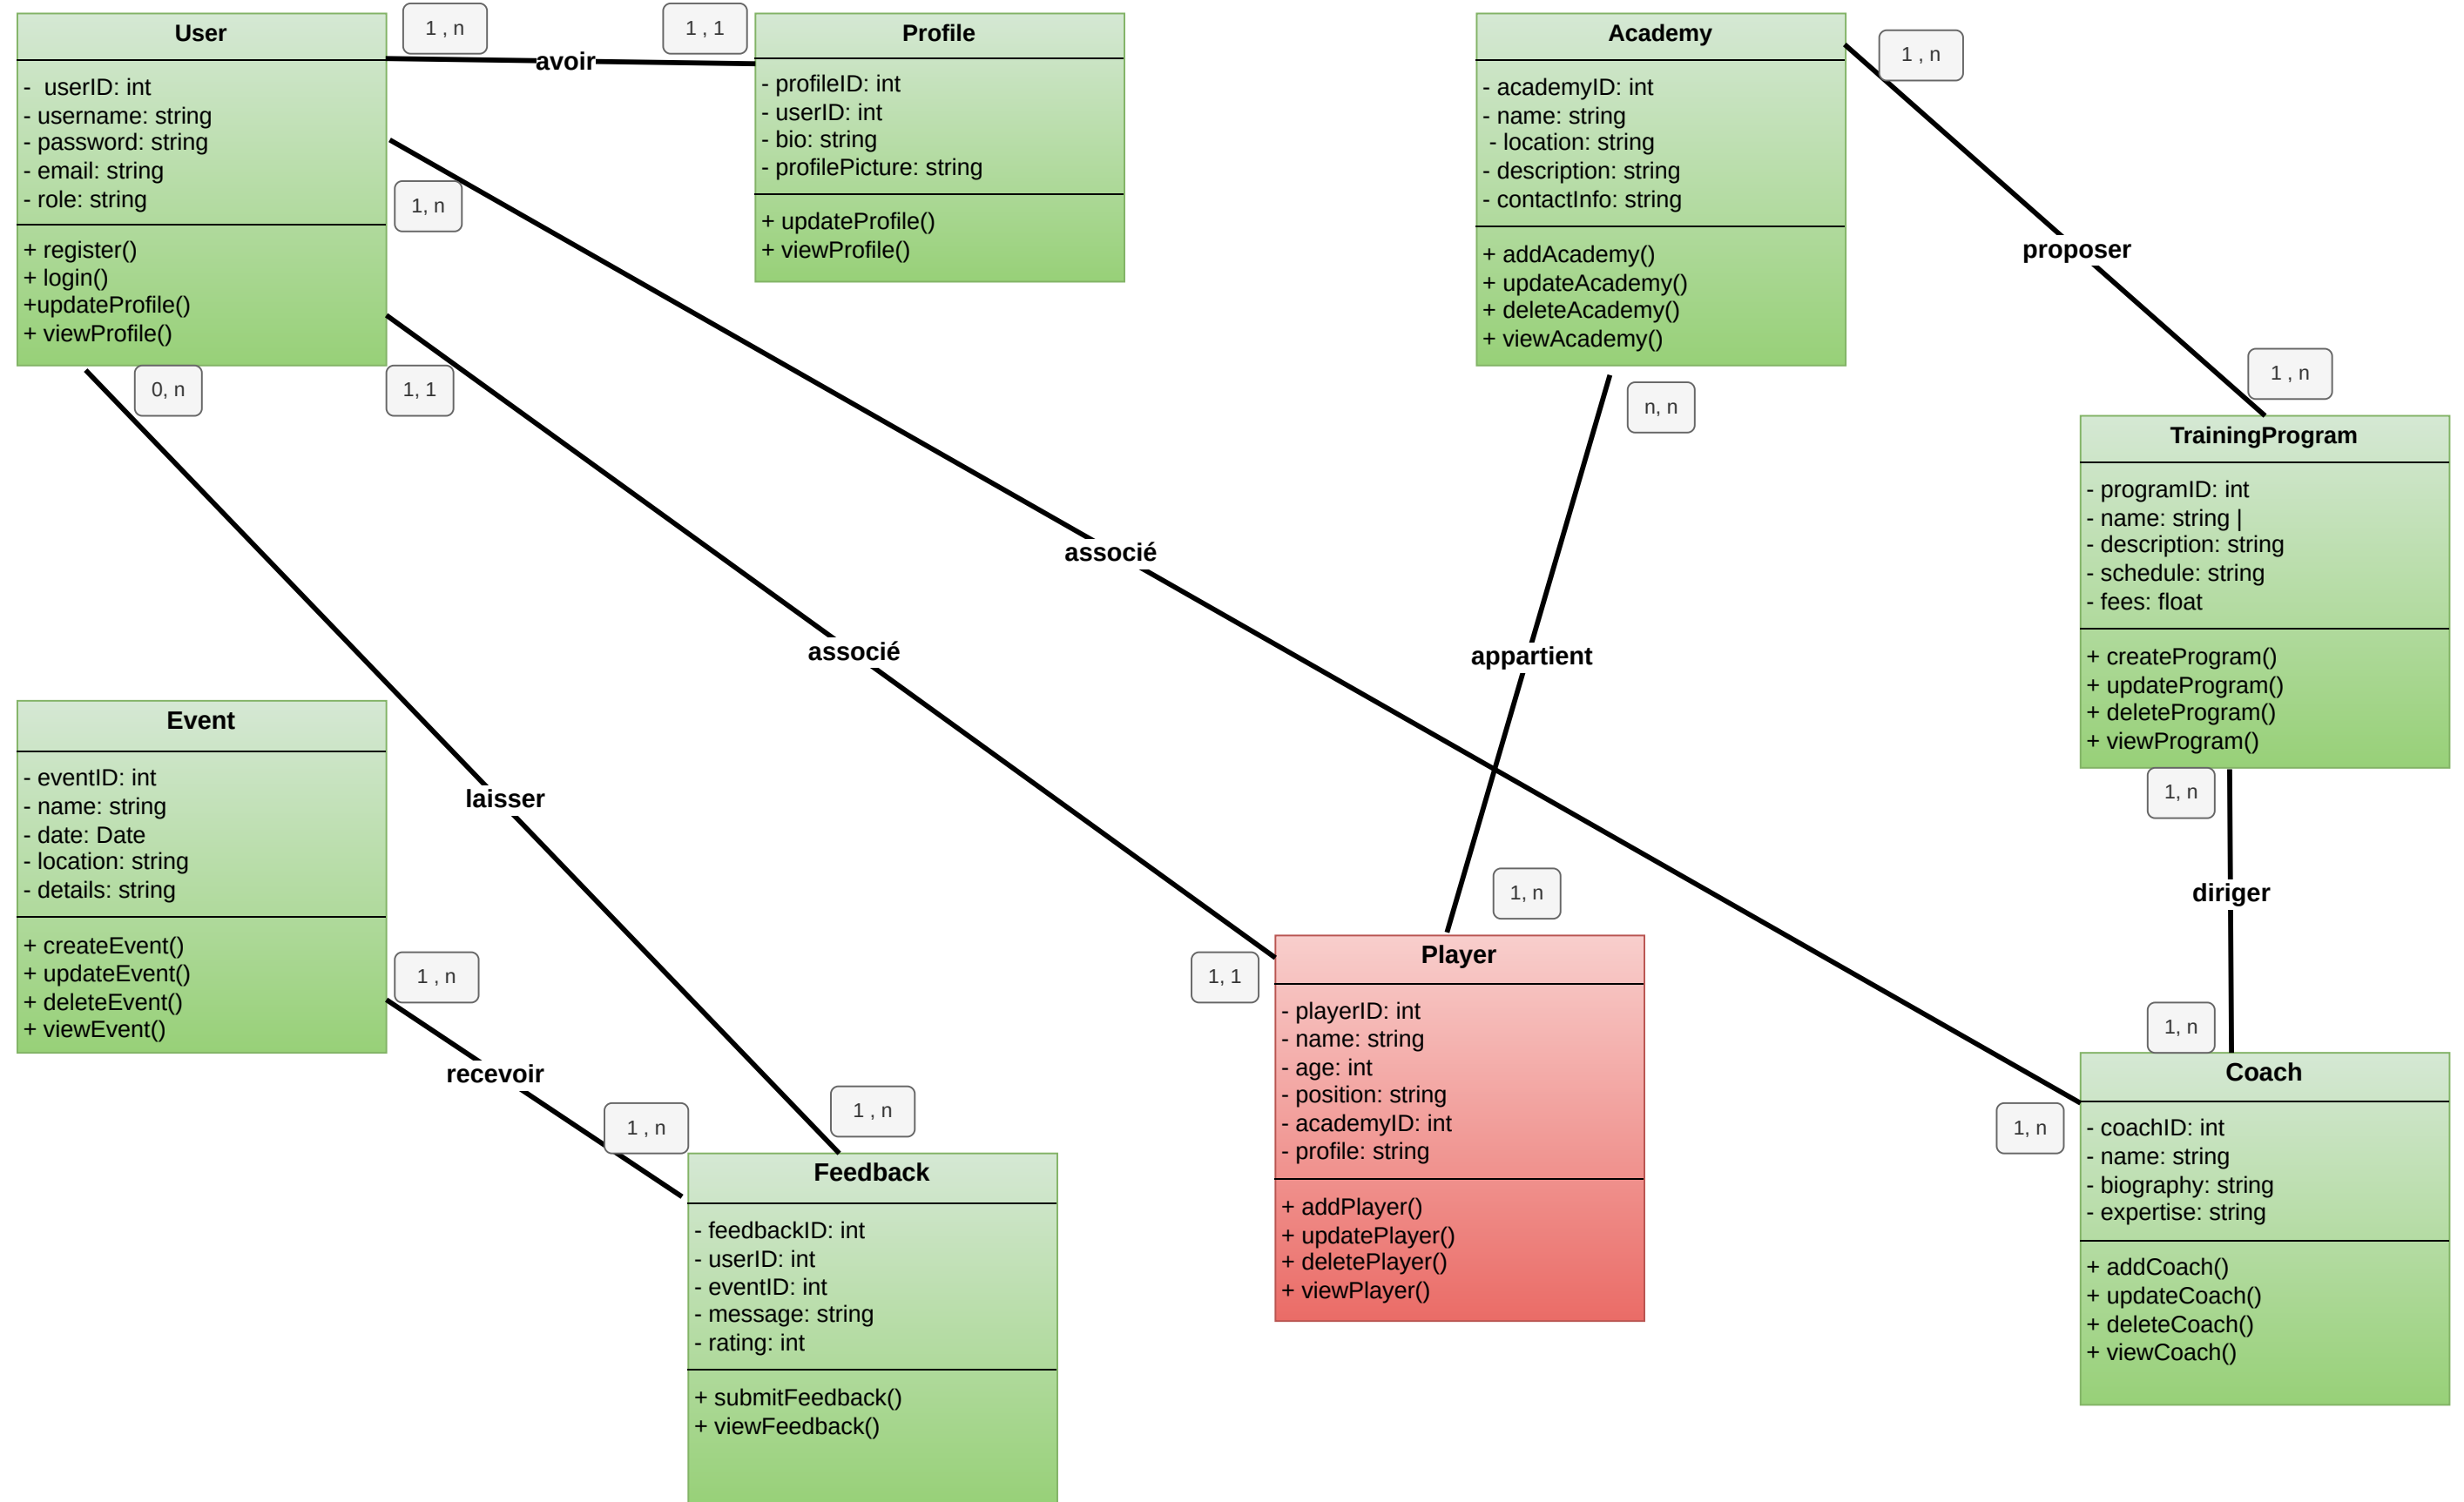 User
-  userID: int
- username: string
- password: string
- email: string
- role: string
+ register()
+ login()
+updateProfile()
+ viewProfile()
1 , n
avoir
1 , 1
Profile
- profileID: int
- userID: int
- bio: string
- profilePicture: string
+ updateProfile()
+ viewProfile()
Academy
- academyID: int
- name: string
- location: string
- description: string
- contactInfo: string
+ addAcademy()
+ updateAcademy()
+ deleteAcademy()
+ viewAcademy()
1 , n
proposer
1 , n
1, n
0, n
1, 1
n, n
TrainingProgram
- programID: int
- name: string |
- description: string
- schedule: string
- fees: float
+ createProgram()
+ updateProgram()
+ deleteProgram()
+ viewProgram()
associé
associé
appartient
laisser
Event
- eventID: int
- name: string
- date: Date
- location: string
- details: string
+ createEvent()
+ updateEvent()
+ deleteEvent()
+ viewEvent()
1, n
diriger
1, n
1 , n
recevoir
1 , n
1 , n
1, n
1, 1
Player
- playerID: int
- name: string
- age: int
- position: string
- academyID: int
- profile: string
+ addPlayer()
+ updatePlayer()
+ deletePlayer()
+ viewPlayer()
1, n
Coach
- coachID: int
- name: string
- biography: string
- expertise: string
+ addCoach()
+ updateCoach()
+ deleteCoach()
+ viewCoach()
Feedback
- feedbackID: int
- userID: int
- eventID: int
- message: string
- rating: int
+ submitFeedback()
+ viewFeedback()